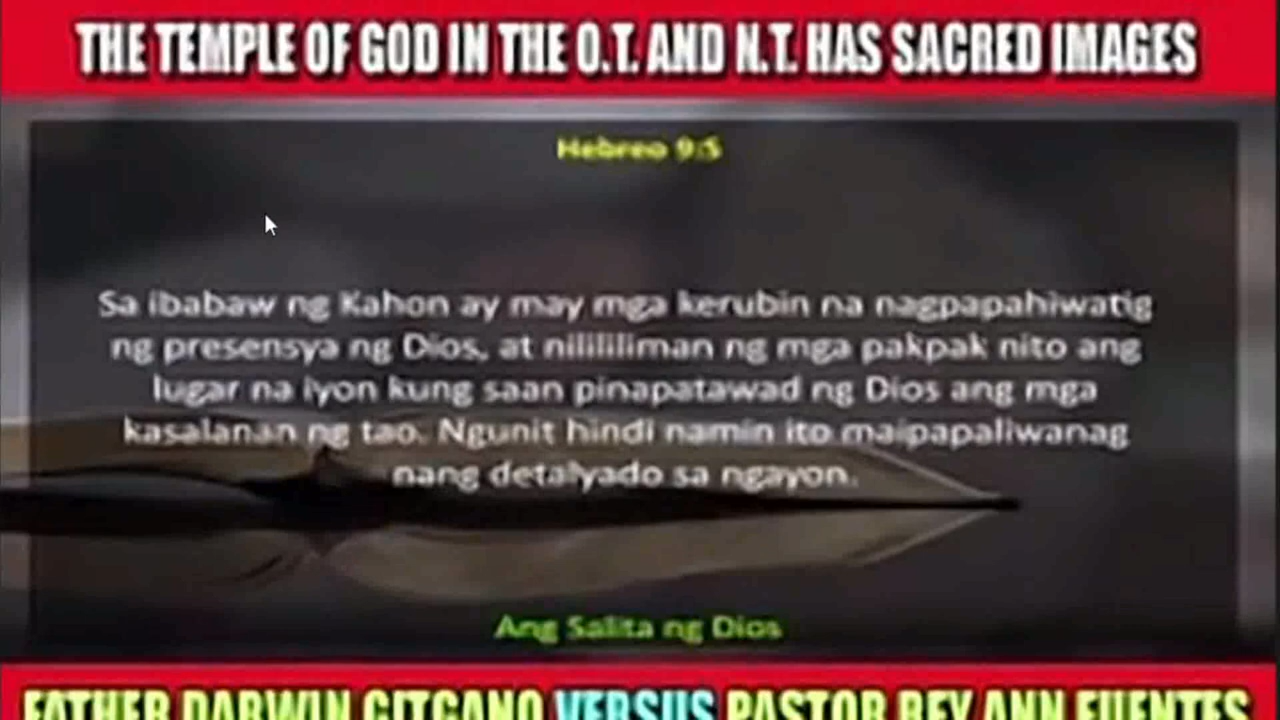 THE TEMPLE OF GOD IN THE O.T. AND N.T. HAS SACRED IMAGES
Hebreo 9:5
Sa ibabaw ng Kahon ay may mga kerubin na nagpapahiwatig
ng presensya ng Dios, at nilililiman ng mga pakpak nito ang
lugar na iyon kung saan pinapatawad ng Dios ang mga
kasalanan ng tao. Ngunit hindi namin ito maipapaliwanag
nang detalyado sa ngayon.
Ang Salita ng Dios
FATHER DARWIN GITGANO VERSUS PASTOR REY ANN FUENTES